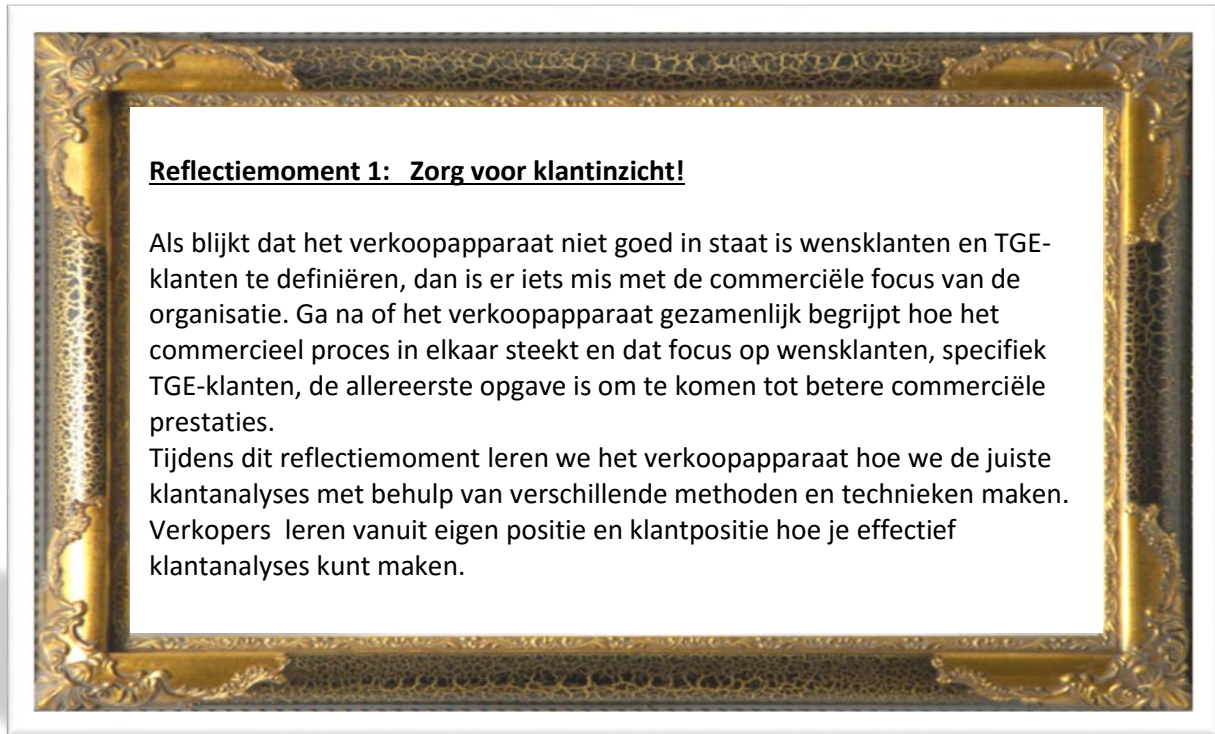 Reflectiemoment 1:   Zorg voor klantinzicht!
Als blijkt dat het verkoopapparaat niet goed in staat is wensklanten en TGE-
klanten te definiëren, dan is er iets mis met de commerciële focus van de
organisatie. Ga na of het verkoopapparaat gezamenlijk begrijpt hoe het
commercieel proces in elkaar steekt en dat focus op wensklanten, specifiek
TGE-klanten, de allereerste opgave is om te komen tot betere commerciële
prestaties.
Tijdens dit reflectiemoment leren we het verkoopapparaat hoe we de juiste
klantanalyses met behulp van verschillende methoden en technieken maken.
Verkopers  leren vanuit eigen positie en klantpositie hoe je effectief
klantanalyses kunt maken.